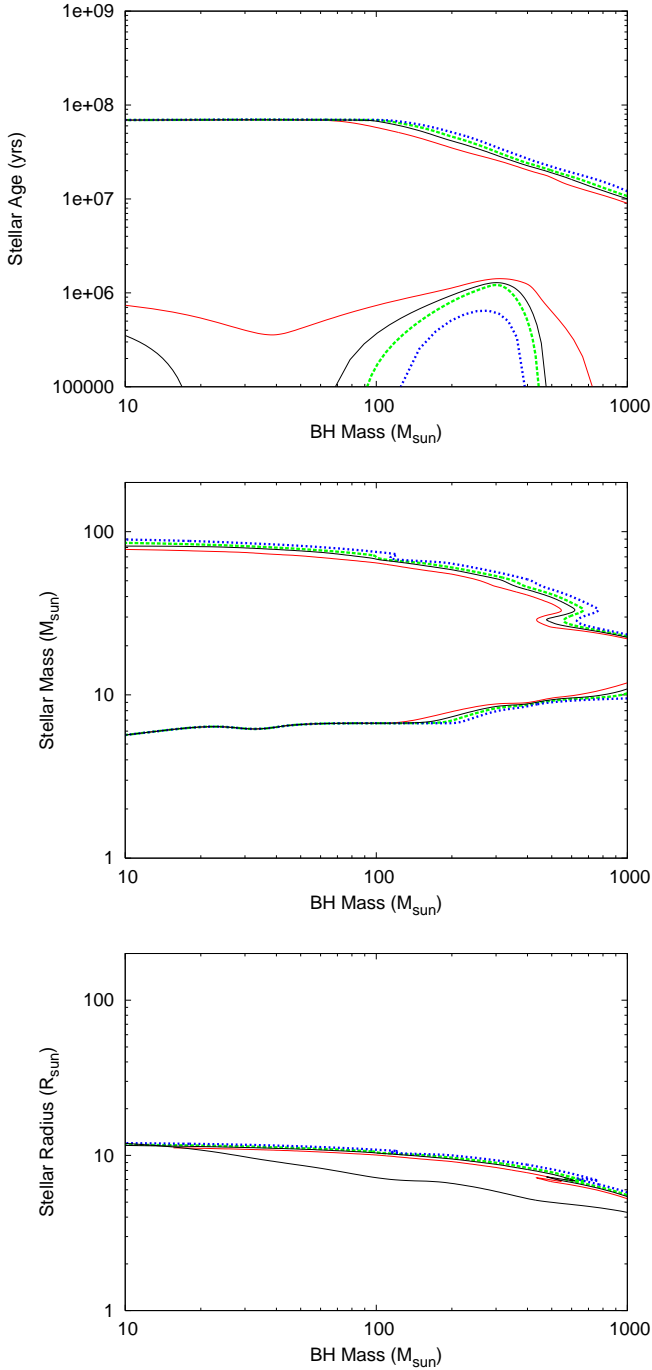 1e+09
1e+08
1e+07
1e+06
100000
Stellar Age (yrs)
10 100 1000
BH Mass (M_sun)
100
10
1
Stellar Mass (M_sun)
10 100 1000
BH Mass (M_sun)
100
10
1
Stellar Radius (R_sun)
10 100 1000
BH Mass (M_sun)